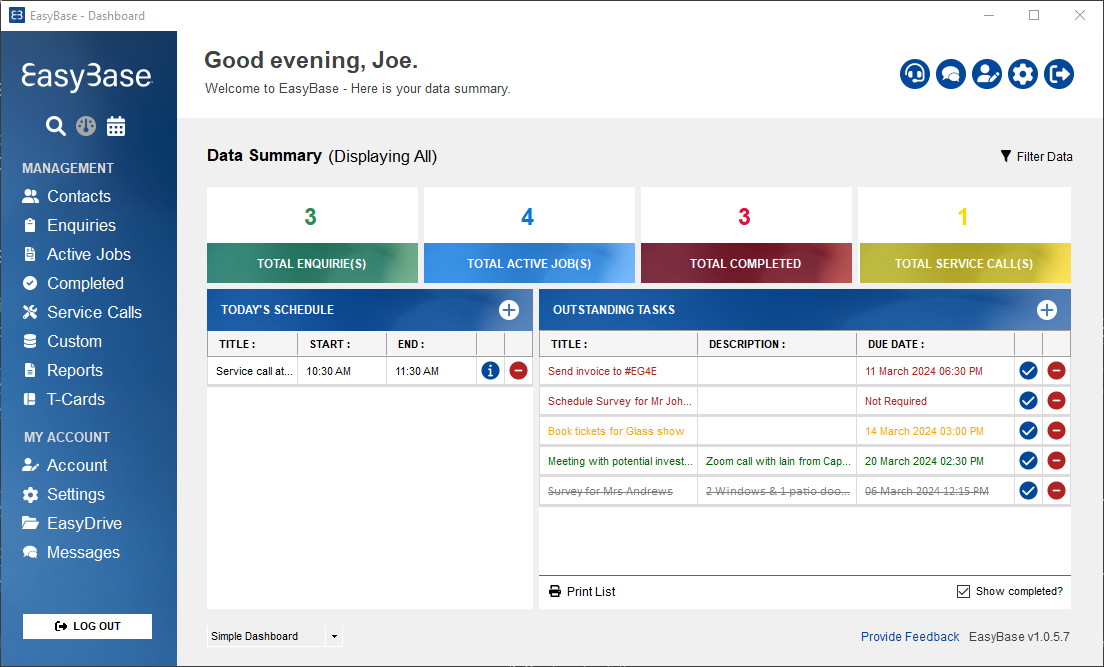 EasyBase - Dashboard
EasyBase
MANAGEMENT
Contacts
Enquiries
Active Jobs
Completed
Service Calls
Custom
Reports
T-Cards
MY ACCOUNT
Account
Settings
EasyDrive
Messages
LOG OUT
Good evening, Joe.
Welcome to EasyBase - Here is your data summary.
Data Summary (Displaying All)
Filter Data
3 4 3 1
TOTAL ENQUIRIE(S) TOTAL ACTIVE JOB(S) TOTAL COMPLETED TOTAL SERVICE CALL(S)
TODAY'S SCHEDULE
TITLE : START : END :
Service call at... 10:30 AM 11:30 AM
OUTSTANDING TASKS
TITLE : DESCRIPTION : DUE DATE :
Send invoice to #EG4E 11 March 2024 06:30 PM
Schedule Survey for Mr Joh... Not Required
Book tickets for Glass show 14 March 2024 03:00 PM
Meeting with potential invest... Zoom call with Iain from Cap... 20 March 2024 02:30 PM
Survey for Mrs Andrews 2 Windows & 1 patio doo... 06 March 2024 12:15 PM
Print List Show completed?
Simple Dashboard
Provide Feedback EasyBase v1.0.5.7